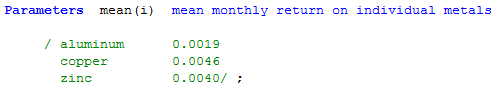 Parameters  mean(i)  mean monthly return on individual metals
/ aluminum      0.0019
copper        0.0046
zinc          0.0040/ ;